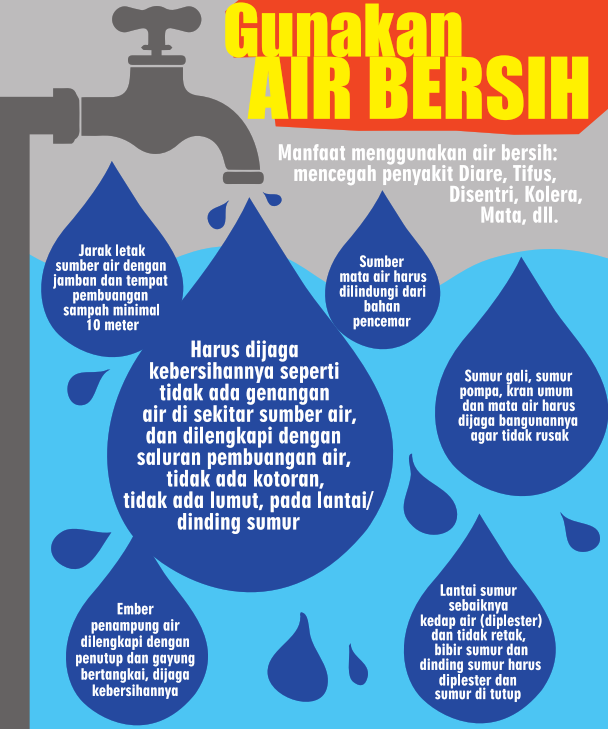 Gunakan
AIR BERSIH
Manfaat menggunakan air bersih:
mencegah penyakit Diare, Tifus,
Disentri, Kolera,
Mata, dll.
Jarak letak
sumber air dengan
jamban dan tempat
pembuangan
sampah minimal
10 meter
Sumber
mata air harus
dilindungi dari
bahan
pencemar
Harus dijaga
kebersihannya seperti
tidak ada genangan
air di sekitar sumber air,
dan dilengkapi dengan
saluran pembuangan air,
tidak ada kotoran,
tidak ada lumut, pada lantai/
dinding sumur
Sumur gali, sumur
pompa, kran umum
dan mata air harus
dijaga bangunannya
agar tidak rusak
Ember
penampung air
dilengkapi dengan
penutup dan gayung
bertangkai, dijaga
kebersihannya
Lantai sumur
sebaiknya
kedap air (diplester)
dan tidak retak,
bibir sumur dan
dinding sumur harus
diplester dan
sumur di tutup